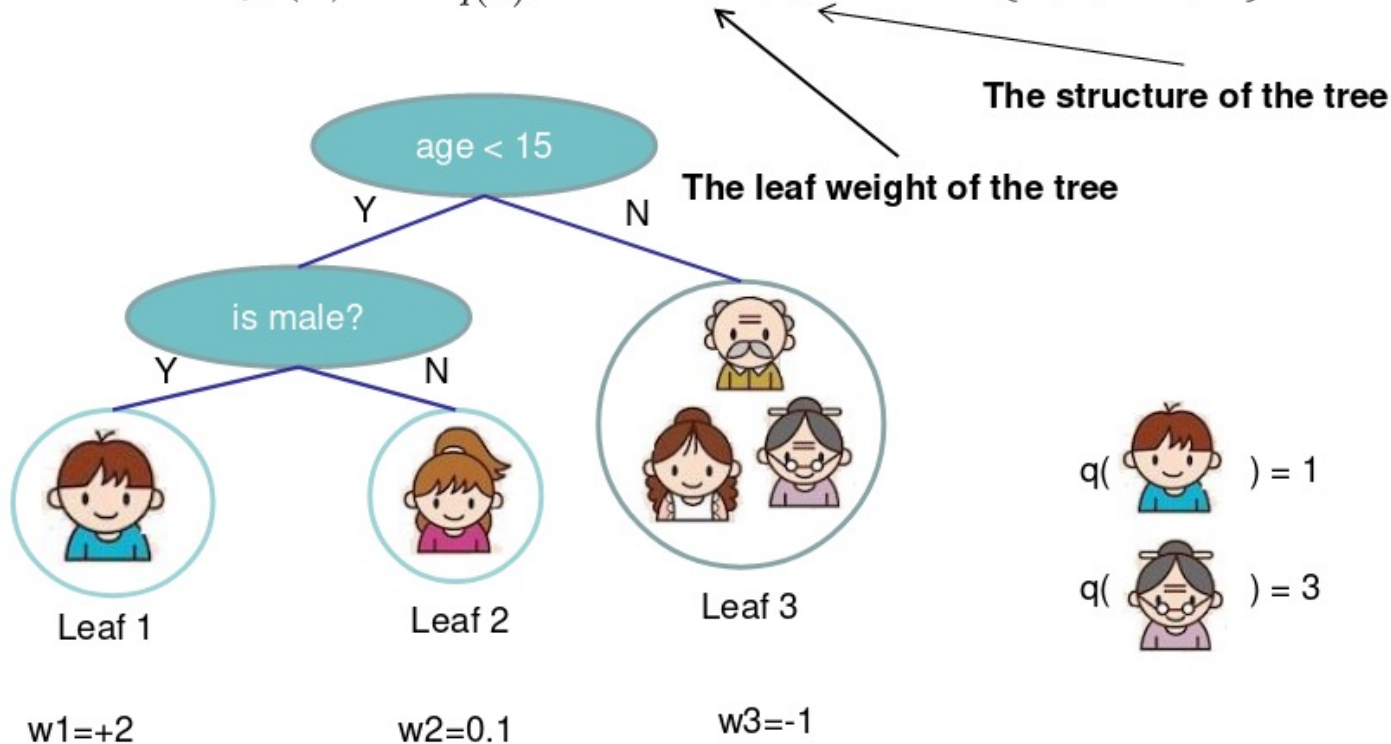 The structure of the tree
age < 15
The leaf weight of the tree
Y
N
is male?
Y
N
q( ) = 1
q( ) = 3
Leaf 1
Leaf 2
Leaf 3
w1=+2
w2=0.1
w3=-1